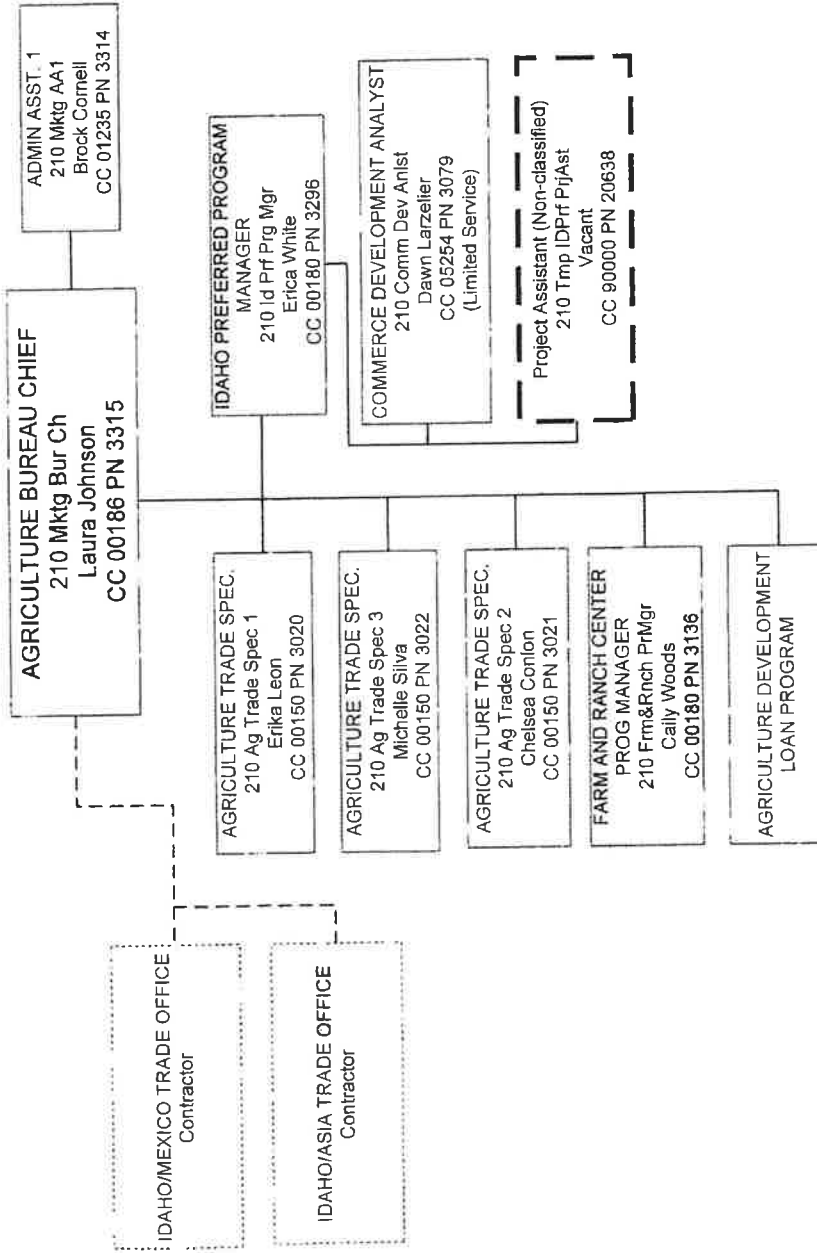 AGRICULTURE BUREAU CHIEF
210 Mktg Bur Ch
Laura Johnson
CC 00186 PN 3315
ADMIN ASST. 1
210 Mktg AA1
Brock Cornell
CC 01235 PN 3314
IDAHO/MEXICO TRADE OFFICE
Contractor
IDAHO/ASIA TRADE OFFICE
Contractor
AGRICULTURE TRADE SPEC.
210 Ag Trade Spec 1
Erika Leon
CC 00150 PN 3020
AGRICULTURE TRADE SPEC.
210 Ag Trade Spec 3
Michelle Silva
CC 00150 PN 3022
AGRICULTURE TRADE SPEC.
210 Ag Trade Spec 2
Chelsea Conlon
CC 00150 PN 3021
FARM AND RANCH CENTER
PROG MANAGER
210 Frm&Rnch PrMgr
Cally Woods
CC 00180 PN 3136
AGRICULTURE DEVELOPMENT
LOAN PROGRAM
IDAHO PREFERRED PROGRAM
MANAGER
210 Id Prf Prg Mgr
Erica White
CC 00180 PN 3296
COMMERCE DEVELOPMENT ANALYST
210 Comm Dev Anlst
Dawn Larzelier
CC 05254 PN 3079
(Limited Service)
Project Assistant (Non-classified)
210 Tmp IDPrf PrjAst
Vacant
CC 90000 PN 20638